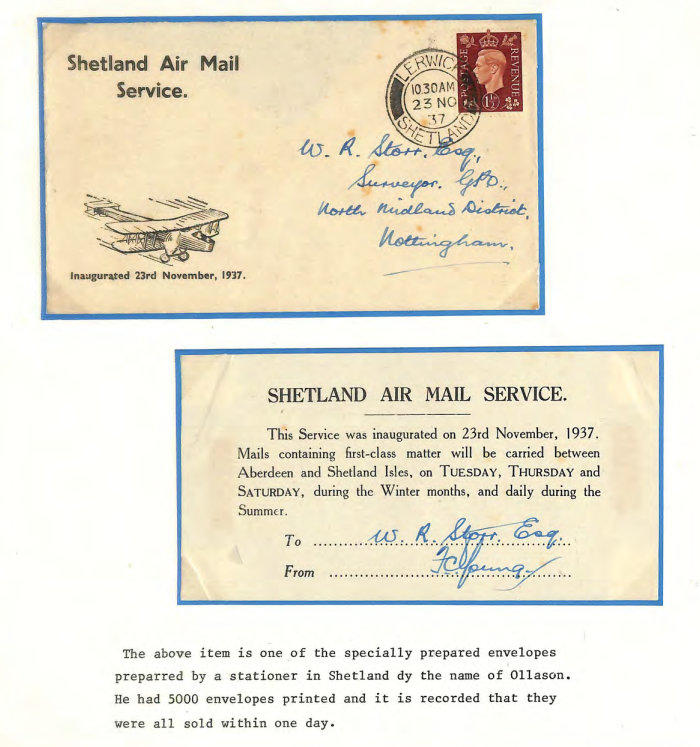 Shetland Air Mail
Service.
LERWICK
10.30AM
23 NO
37
SHETLAND
POSTAGE
REVENUE
1½
W. R. Storr. Esq.,
Surveyor. G.P.O.,
North Midland District,
Nottingham.
Inaugurated 23rd November, 1937.
SHETLAND AIR MAIL SERVICE.
This Service was inaugurated on 23rd November, 1937.
Mails containing first-class matter will be carried between
Aberdeen and Shetland Isles, on TUESDAY, THURSDAY and
SATURDAY, during the Winter months, and daily during the
Summer.
To W. R. Storr. Esq.
From F C Young
The above item is one of the specially prepared envelopes
preparred by a stationer in Shetland dy the name of Ollason.
He had 5000 envelopes printed and it is recorded that they
were all sold within one day.